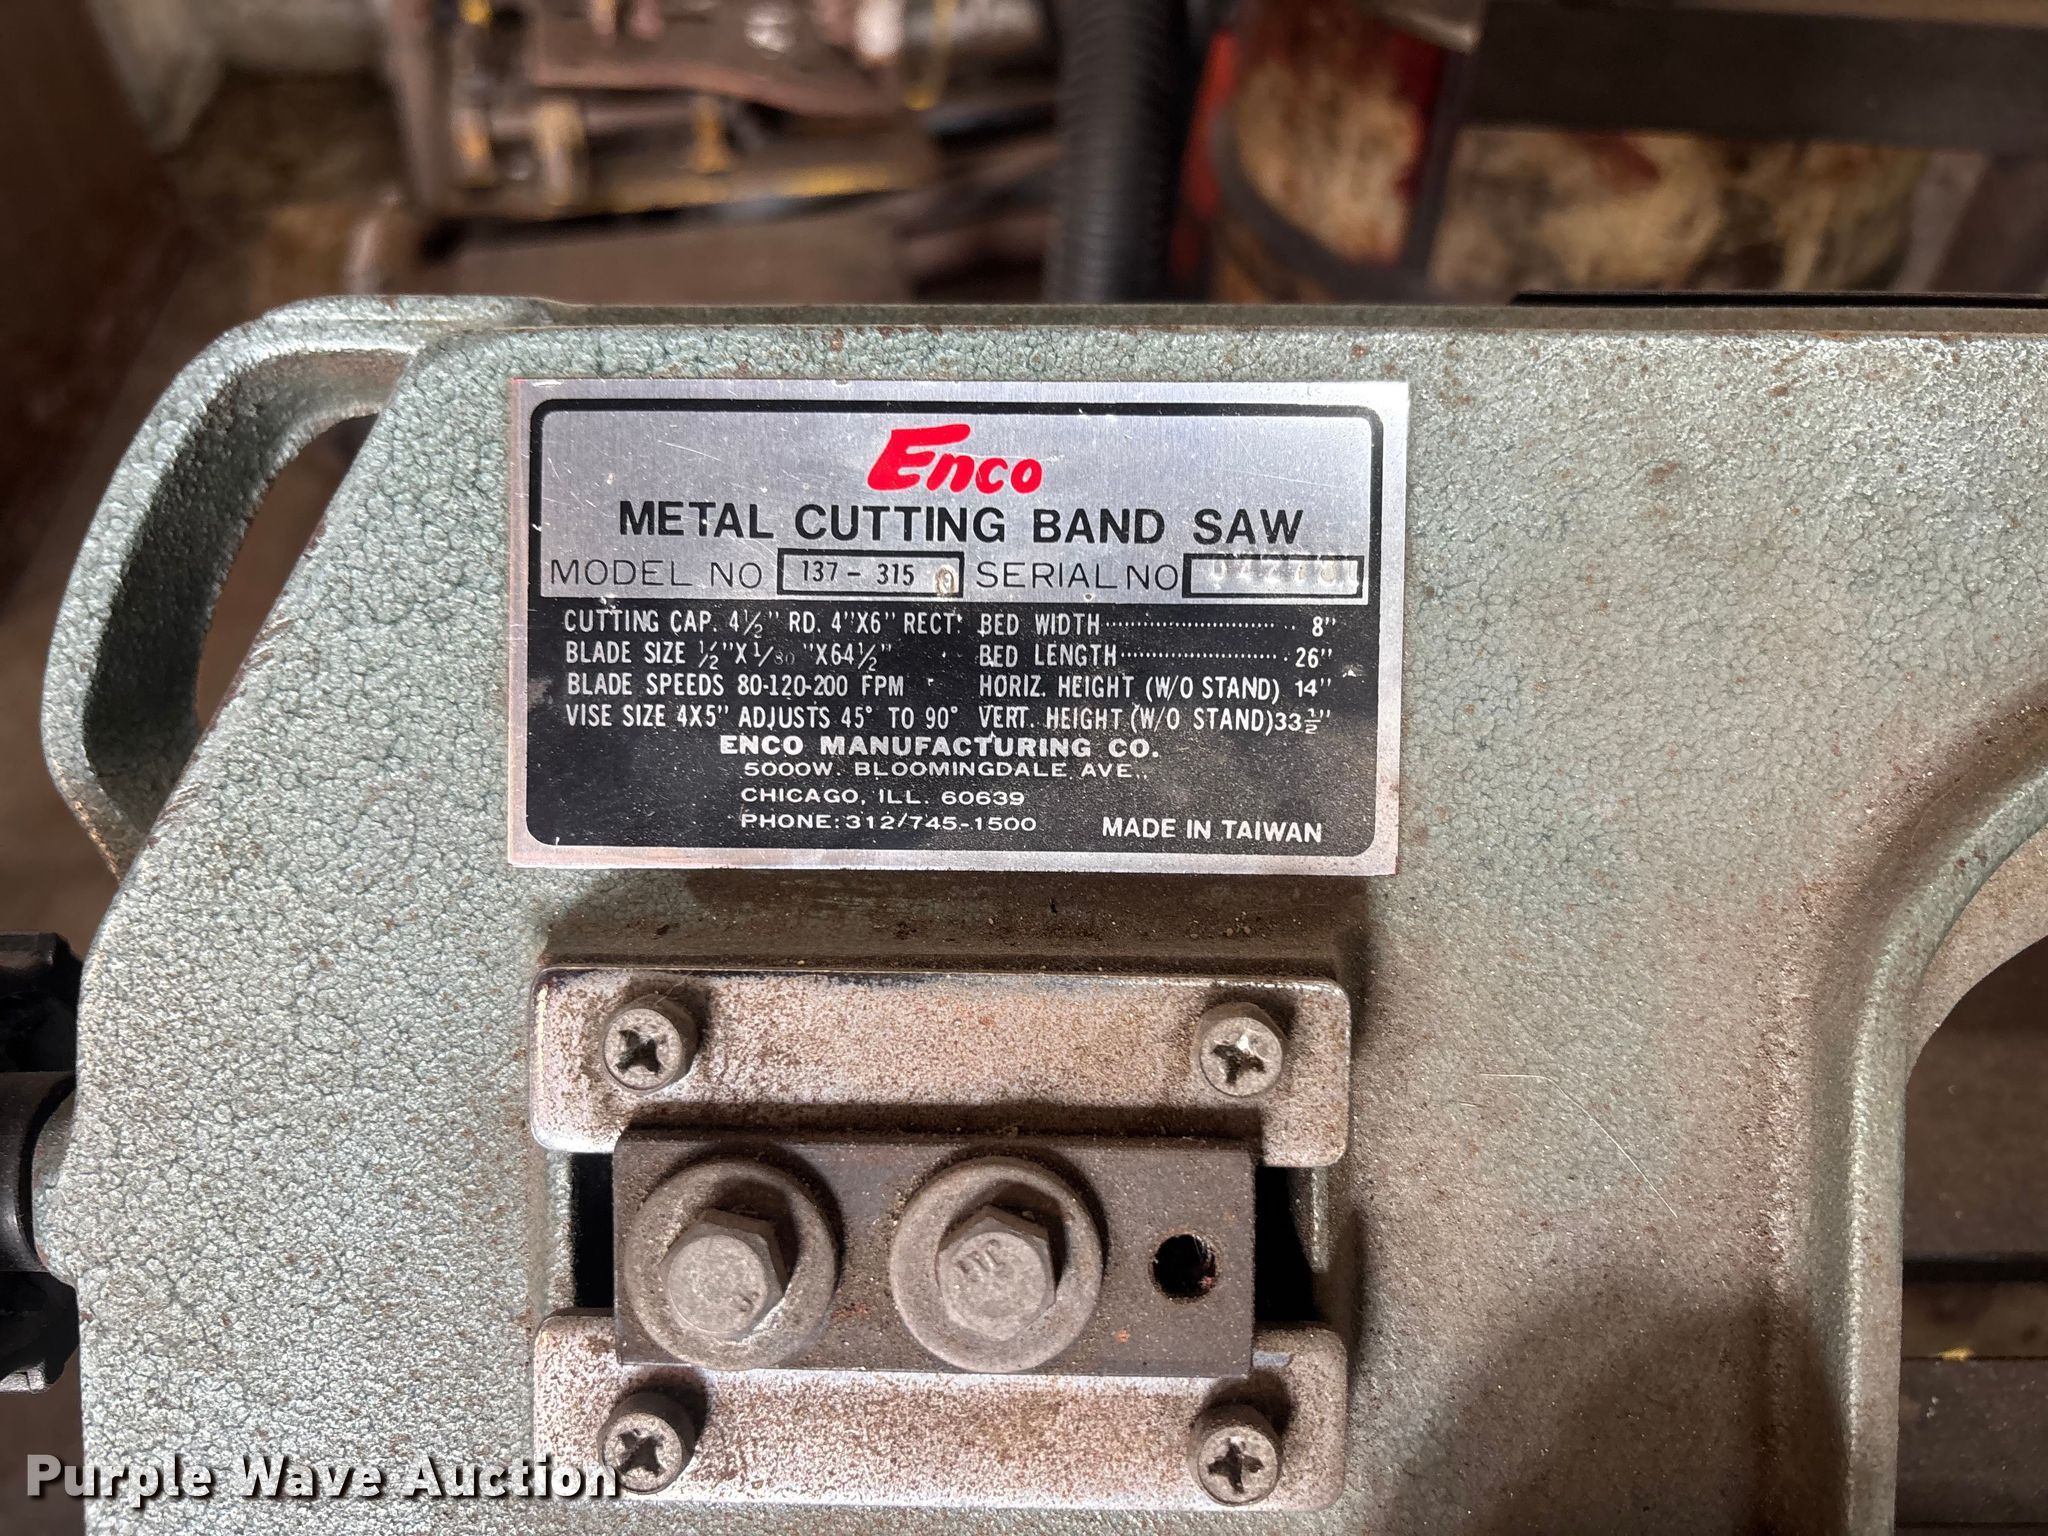 Enco
METAL CUTTING BAND SAW
MODEL NO 137-315 0 SERIAL NO
CUTTING CAP. 4½" RD. 4"X6" RECT. BED WIDTH 8"
BLADE SIZE ½"X1/80"X64½" BED LENGTH 26"
BLADE SPEEDS 80-120-200 FPM HORIZ. HEIGHT (W/O STAND) 14"
VISE SIZE 4X5" ADJUSTS 45° TO 90° VERT. HEIGHT (W/O STAND) 33½"
ENCO MANUFACTURING CO.
5000W. BLOOMINGDALE AVE.,
CHICAGO, ILL. 60639
PHONE: 312/745-1500 MADE IN TAIWAN
Purple Wave Auction